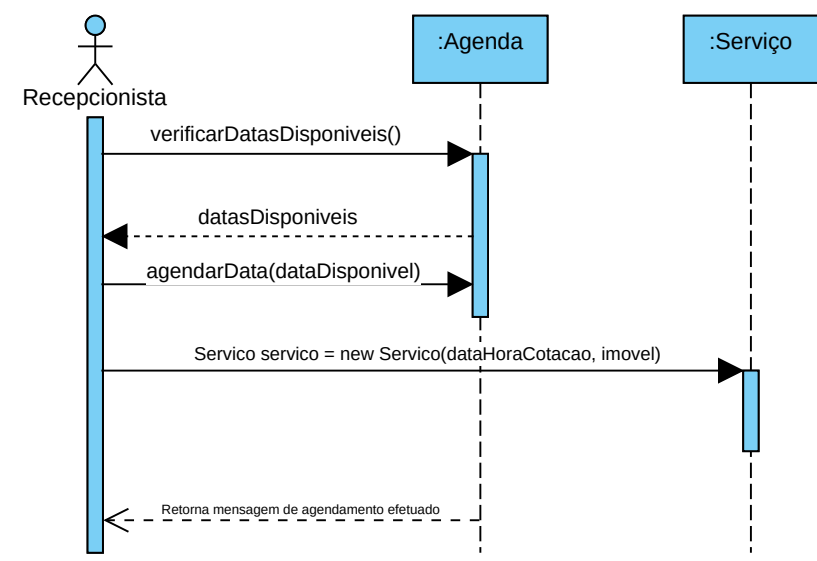 :Agenda
:Serviço
Recepcionista
verificarDatasDisponiveis()
datasDisponiveis
agendarData(dataDisponivel)
Servico servico = new Servico(dataHoraCotacao, imovel)
Retorna mensagem de agendamento efetuado